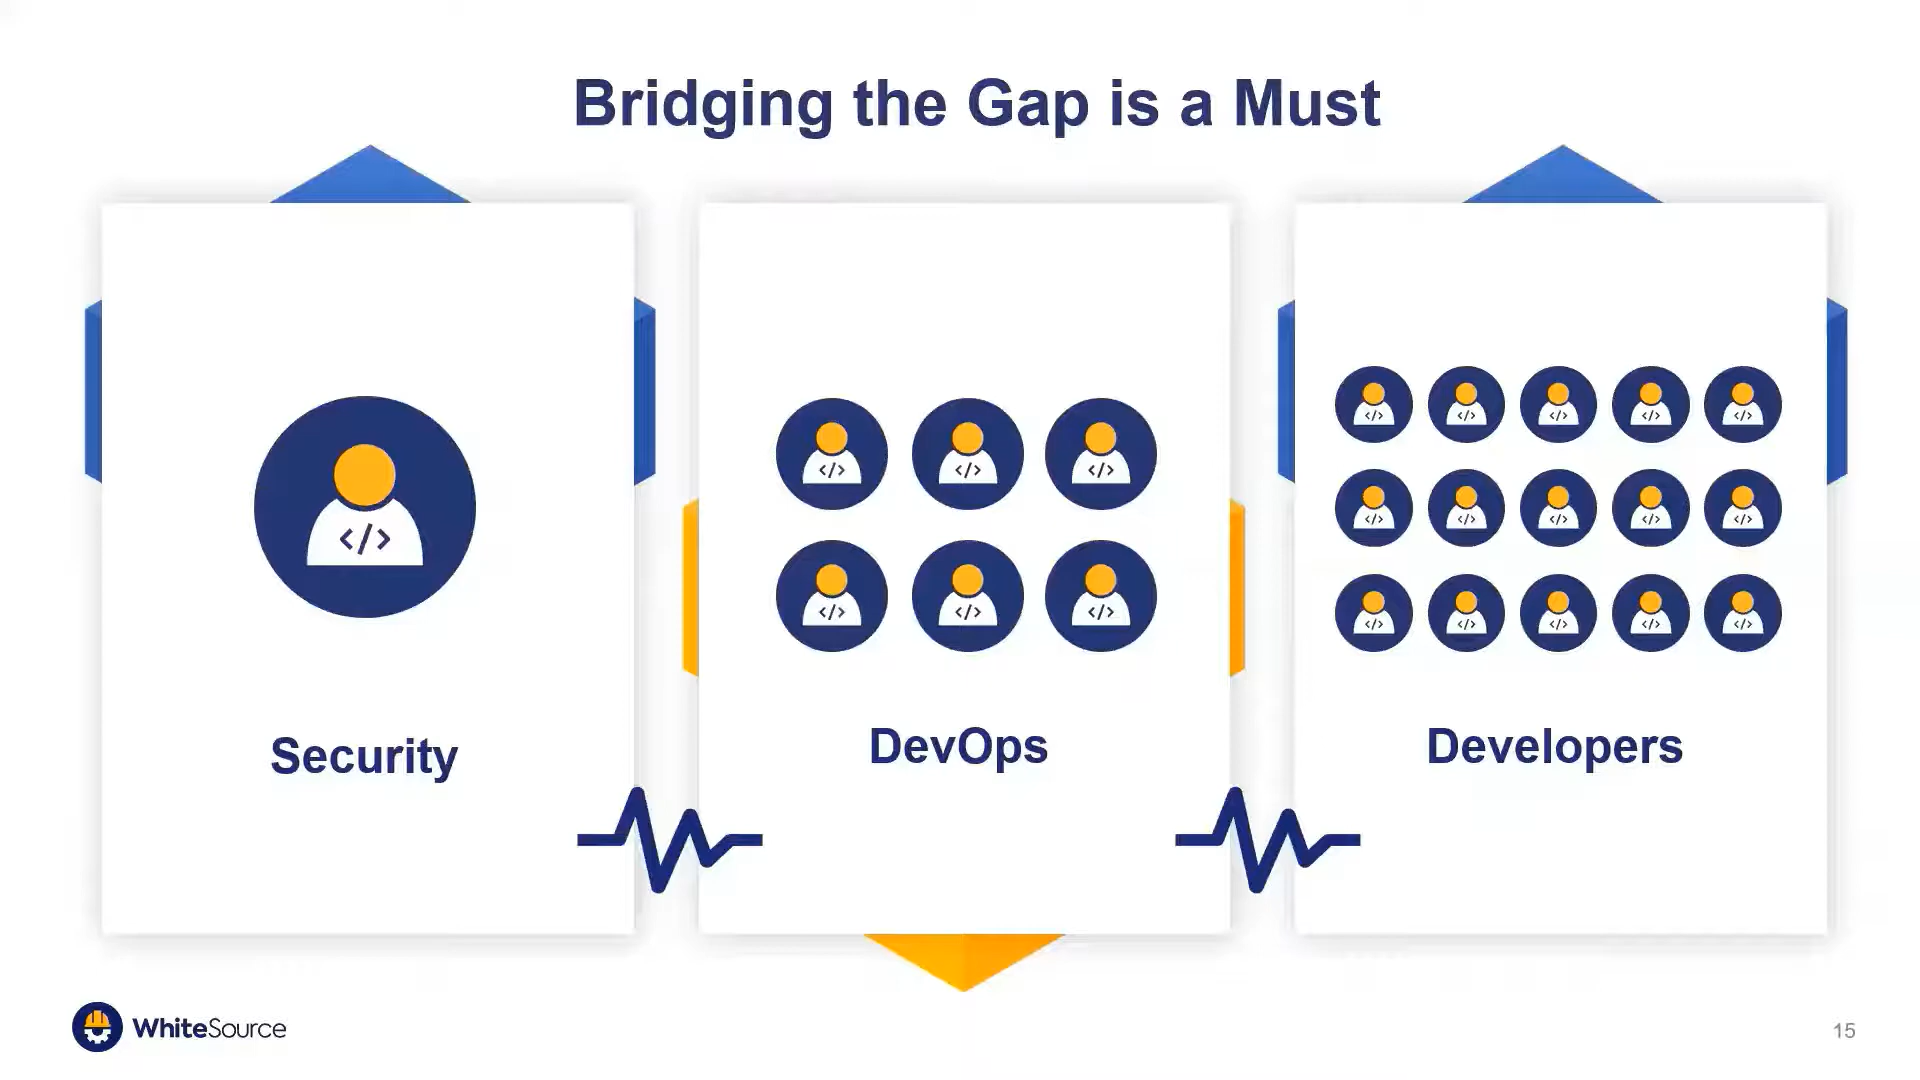 Bridging the Gap is a Must
</>
Security
</> </> </>
</> </> </>
DevOps
</> </> </> </> </>
</> </> </> </> </>
</> </> </> </> </>
Developers
WhiteSource
15